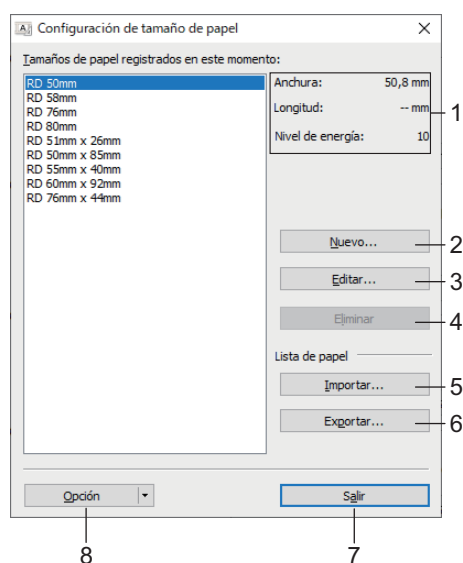 Configuración de tamaño de papel
Tamaños de papel registrados en este momento:
RD 50mm
RD 58mm
RD 76mm
RD 80mm
RD 51mm x 26mm
RD 50mm x 85mm
RD 55mm x 40mm
RD 60mm x 92mm
RD 76mm x 44mm
Anchura: 50,8 mm
Longitud: -- mm
Nivel de energía: 10
1
Nuevo... 2
Editar... 3
Eliminar 4
Lista de papel
Importar... 5
Exportar... 6
Opción Salir
8 7